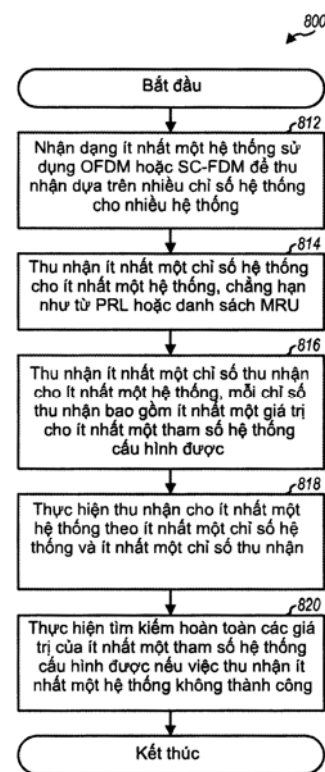 800
Bắt đầu
812
Nhận dạng ít nhất một hệ thống sử
dụng OFDM hoặc SC-FDM để thu
nhận dựa trên nhiều chỉ số hệ thống
cho nhiều hệ thống
814
Thu nhận ít nhất một chỉ số hệ thống
cho ít nhất một hệ thống, chẳng hạn
như từ PRL hoặc danh sách MRU
816
Thu nhận ít nhất một chỉ số thu nhận
cho ít nhất một hệ thống, mỗi chỉ số
thu nhận bao gồm ít nhất một giá trị
cho ít nhất một tham số hệ thống
cấu hình được
818
Thực hiện thu nhận cho ít nhất một
hệ thống theo ít nhất một chỉ số hệ
thống và ít nhất một chỉ số thu nhận
820
Thực hiện tìm kiếm hoàn toàn các giá
trị của ít nhất một tham số hệ thống
cấu hình được nếu việc thu nhận ít
nhất một hệ thống không thành công
Kết thúc